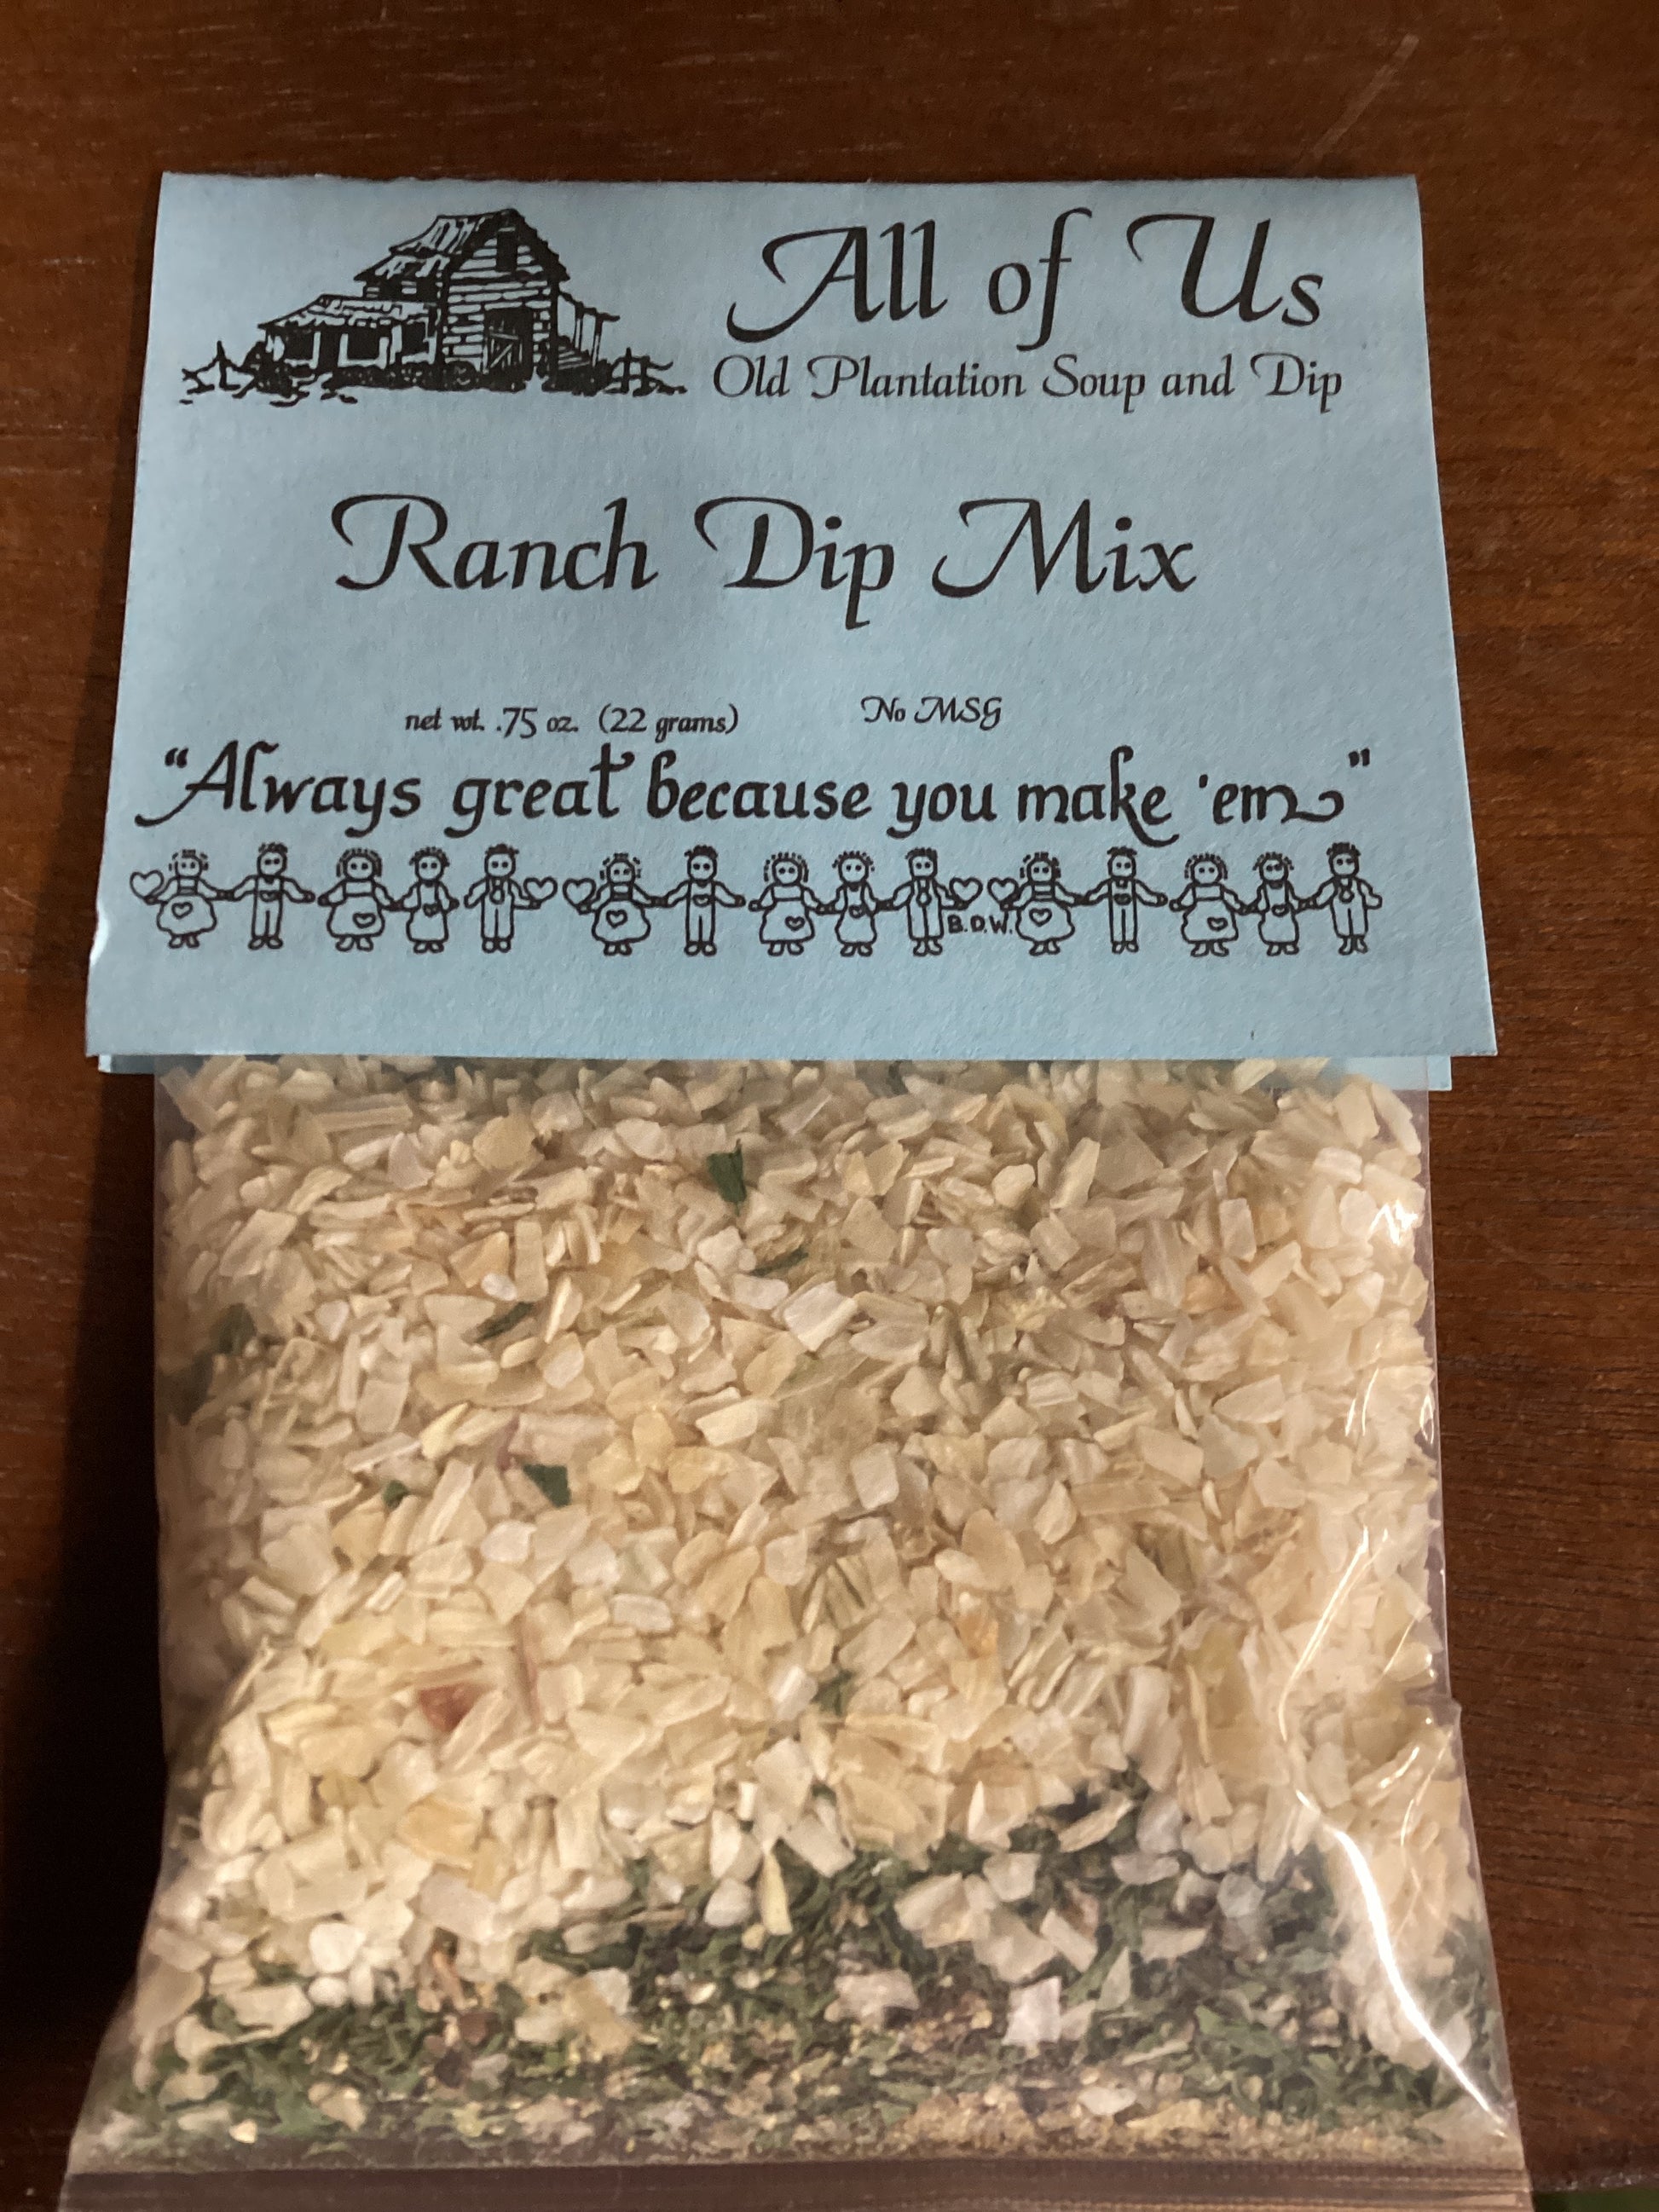 All of Us
Old Plantation Soup and Dip
Ranch Dip Mix
net wt. .75 oz. (22 grams) No MSG
"Always great because you make 'em"
B.D.W.